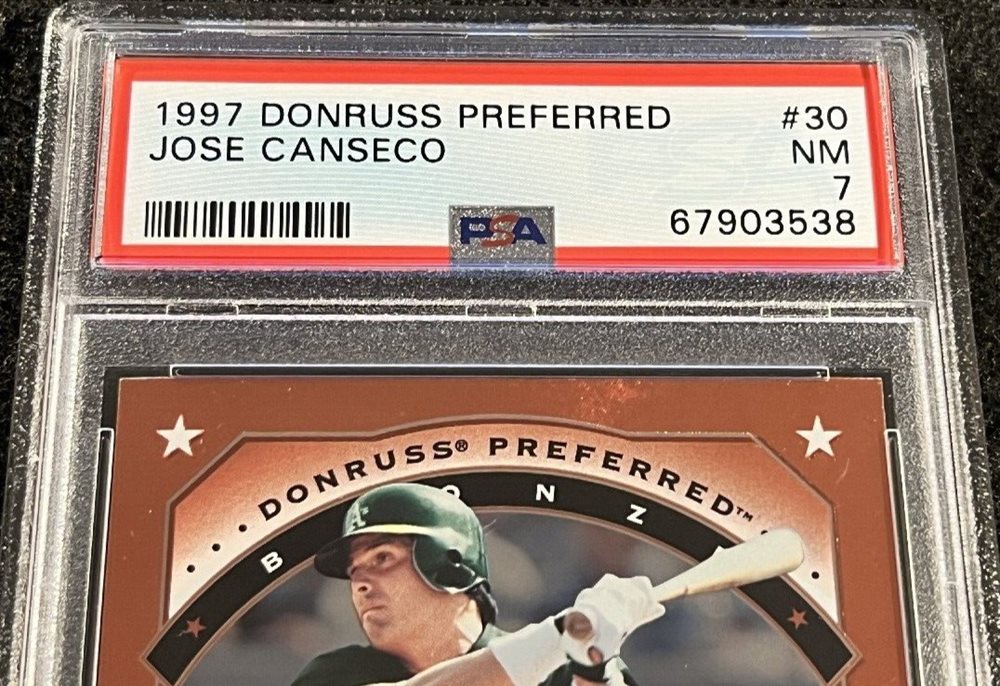 1997 DONRUSS PREFERRED #30
JOSE CANSECO NM
7
67903538
PSA
DONRUSS® PREFERRED™
B O N Z
A's